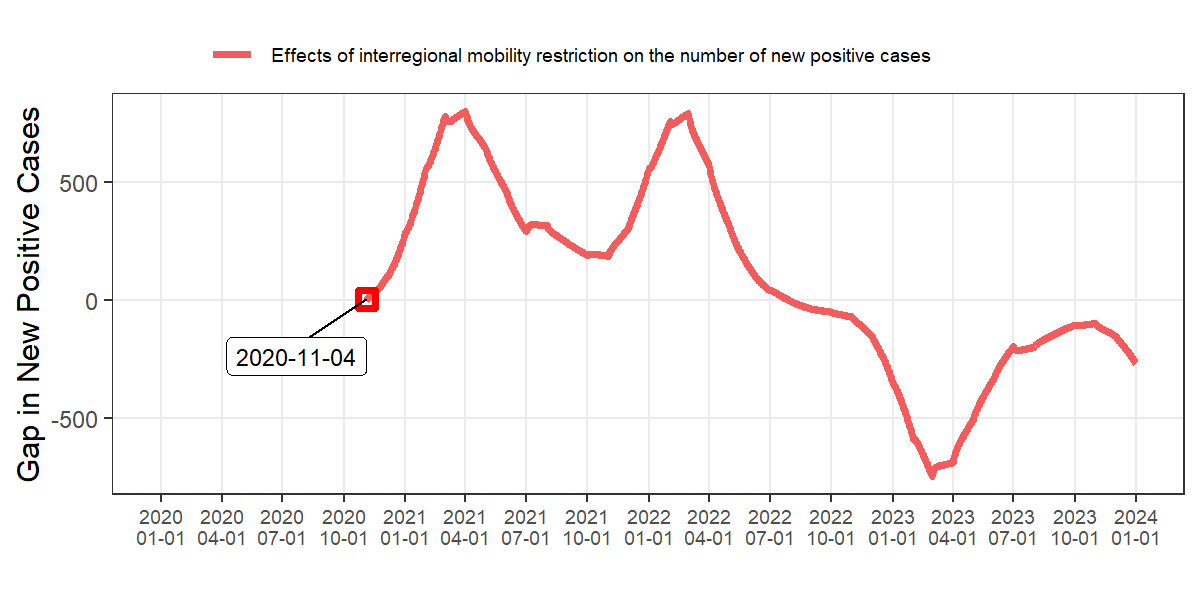 Effects of interregional mobility restriction on the number of new positive cases
Gap in New Positive Cases
500
0
-500
2020-11-04
2020 2020 2020 2020 2021 2021 2021 2021 2022 2022 2022 2022 2023 2023 2023 2023 2024
01-01 04-01 07-01 10-01 01-01 04-01 07-01 10-01 01-01 04-01 07-01 10-01 01-01 04-01 07-01 10-01 01-01